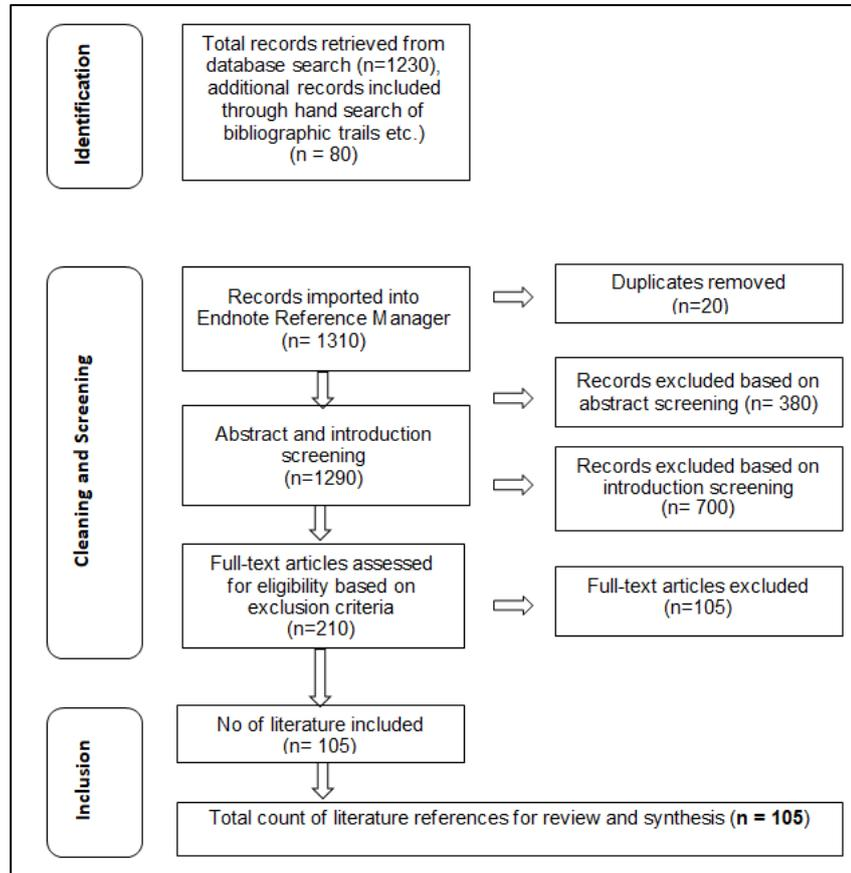 Identification
Total records retrieved from
database search (n=1230),
additional records included
through hand search of
bibliographic trails etc.)
(n = 80)
Cleaning and Screening
Records imported into
Endnote Reference Manager
(n= 1310)
Duplicates removed
(n=20)
Records excluded based on
abstract screening (n= 380)
Abstract and introduction
screening
(n=1290)
Records excluded based on
introduction screening
(n= 700)
Full-text articles assessed
for eligibility based on
exclusion criteria
(n=210)
Full-text articles excluded
(n=105)
Inclusion
No of literature included
(n= 105)
Total count of literature references for review and synthesis (n = 105)